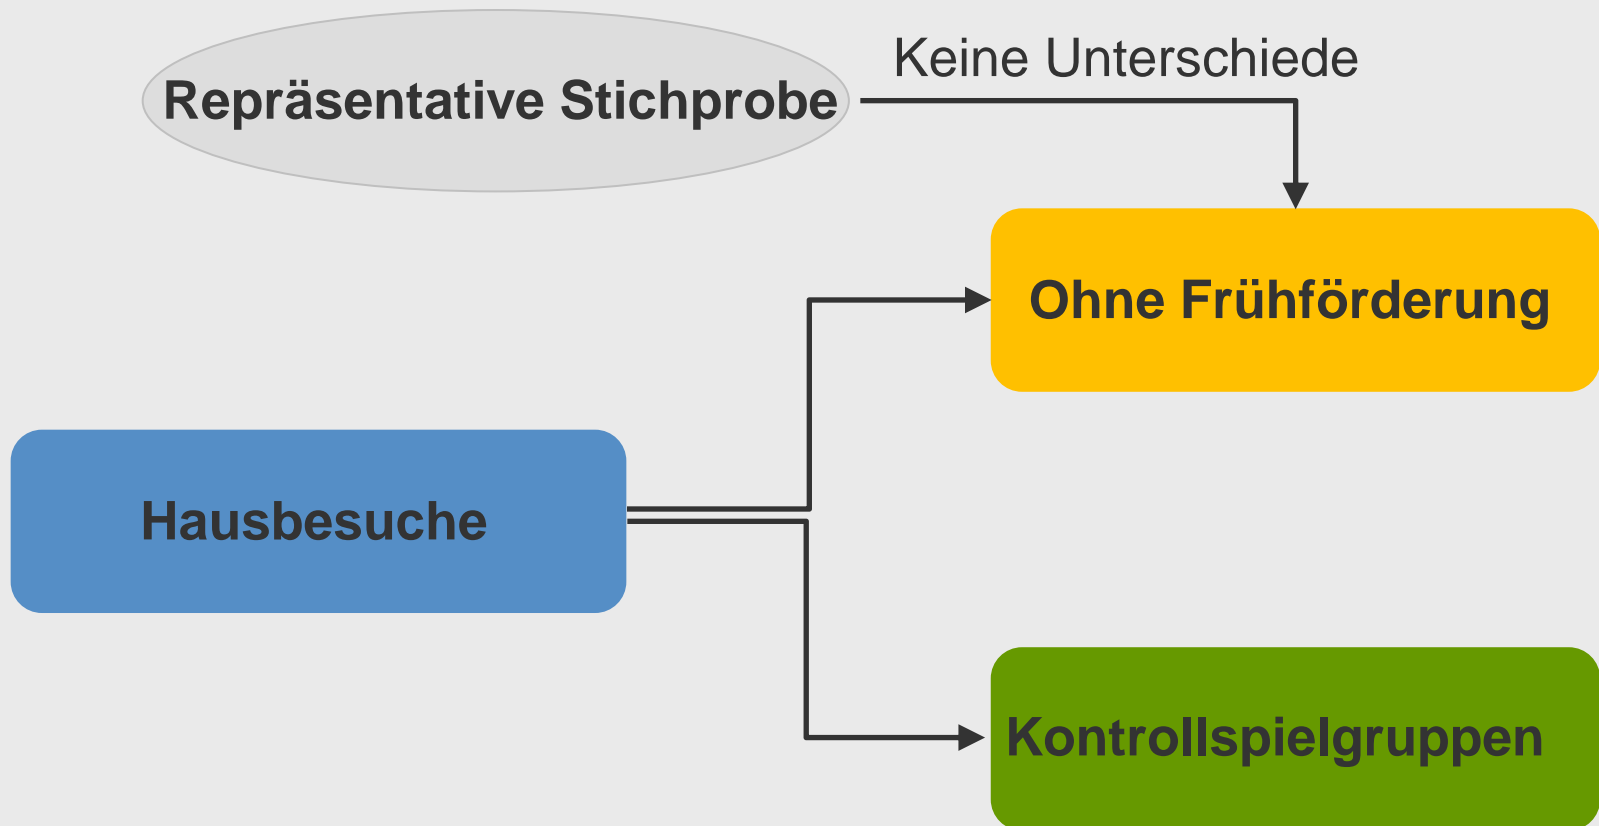 Keine Unterschiede
Repräsentative Stichprobe
Ohne Frühförderung
Hausbesuche
Kontrollspielgruppen